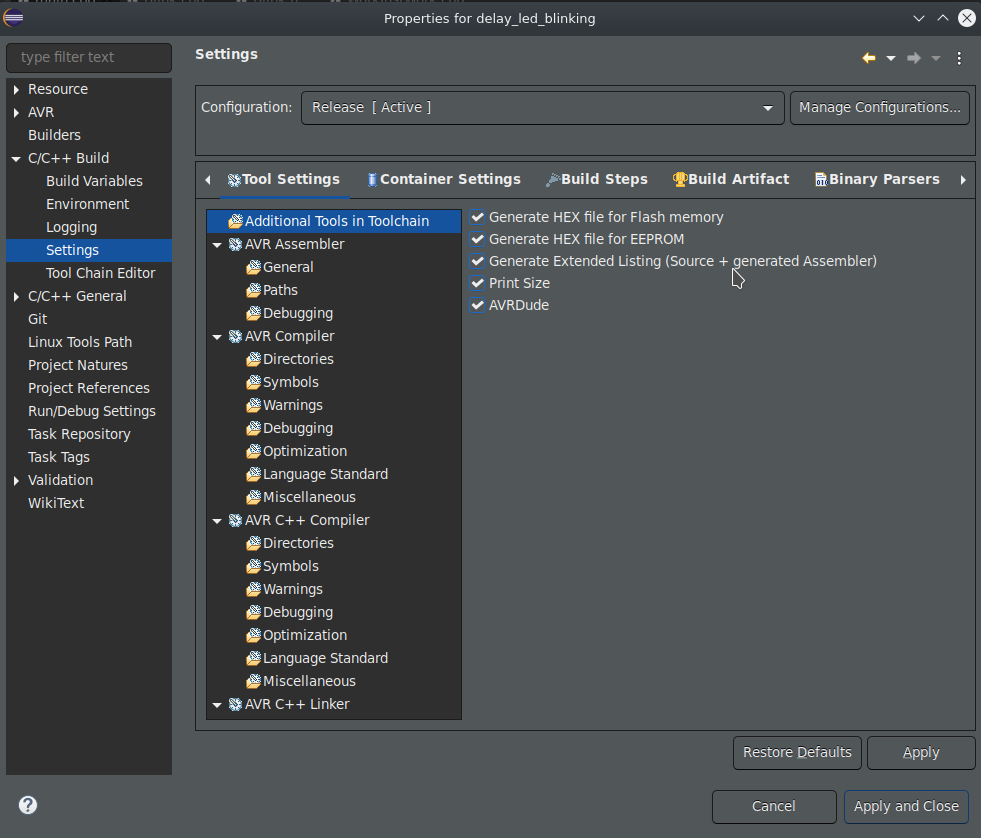 Properties for delay_led_blinking
type filter text
Resource
AVR
Builders
C/C++ Build
Build Variables
Environment
Logging
Settings
Tool Chain Editor
C/C++ General
Git
Linux Tools Path
Project Natures
Project References
Run/Debug Settings
Task Repository
Task Tags
Validation
WikiText
Settings
Configuration: Release [ Active ] Manage Configurations...
Tool Settings Container Settings Build Steps Build Artifact Binary Parsers
Additional Tools in Toolchain
AVR Assembler
General
Paths
Debugging
AVR Compiler
Directories
Symbols
Warnings
Debugging
Optimization
Language Standard
Miscellaneous
AVR C++ Compiler
Directories
Symbols
Warnings
Debugging
Optimization
Language Standard
Miscellaneous
AVR C++ Linker
Generate HEX file for Flash memory
Generate HEX file for EEPROM
Generate Extended Listing (Source + generated Assembler)
Print Size
AVRDude
Restore Defaults Apply
? Cancel Apply and Close